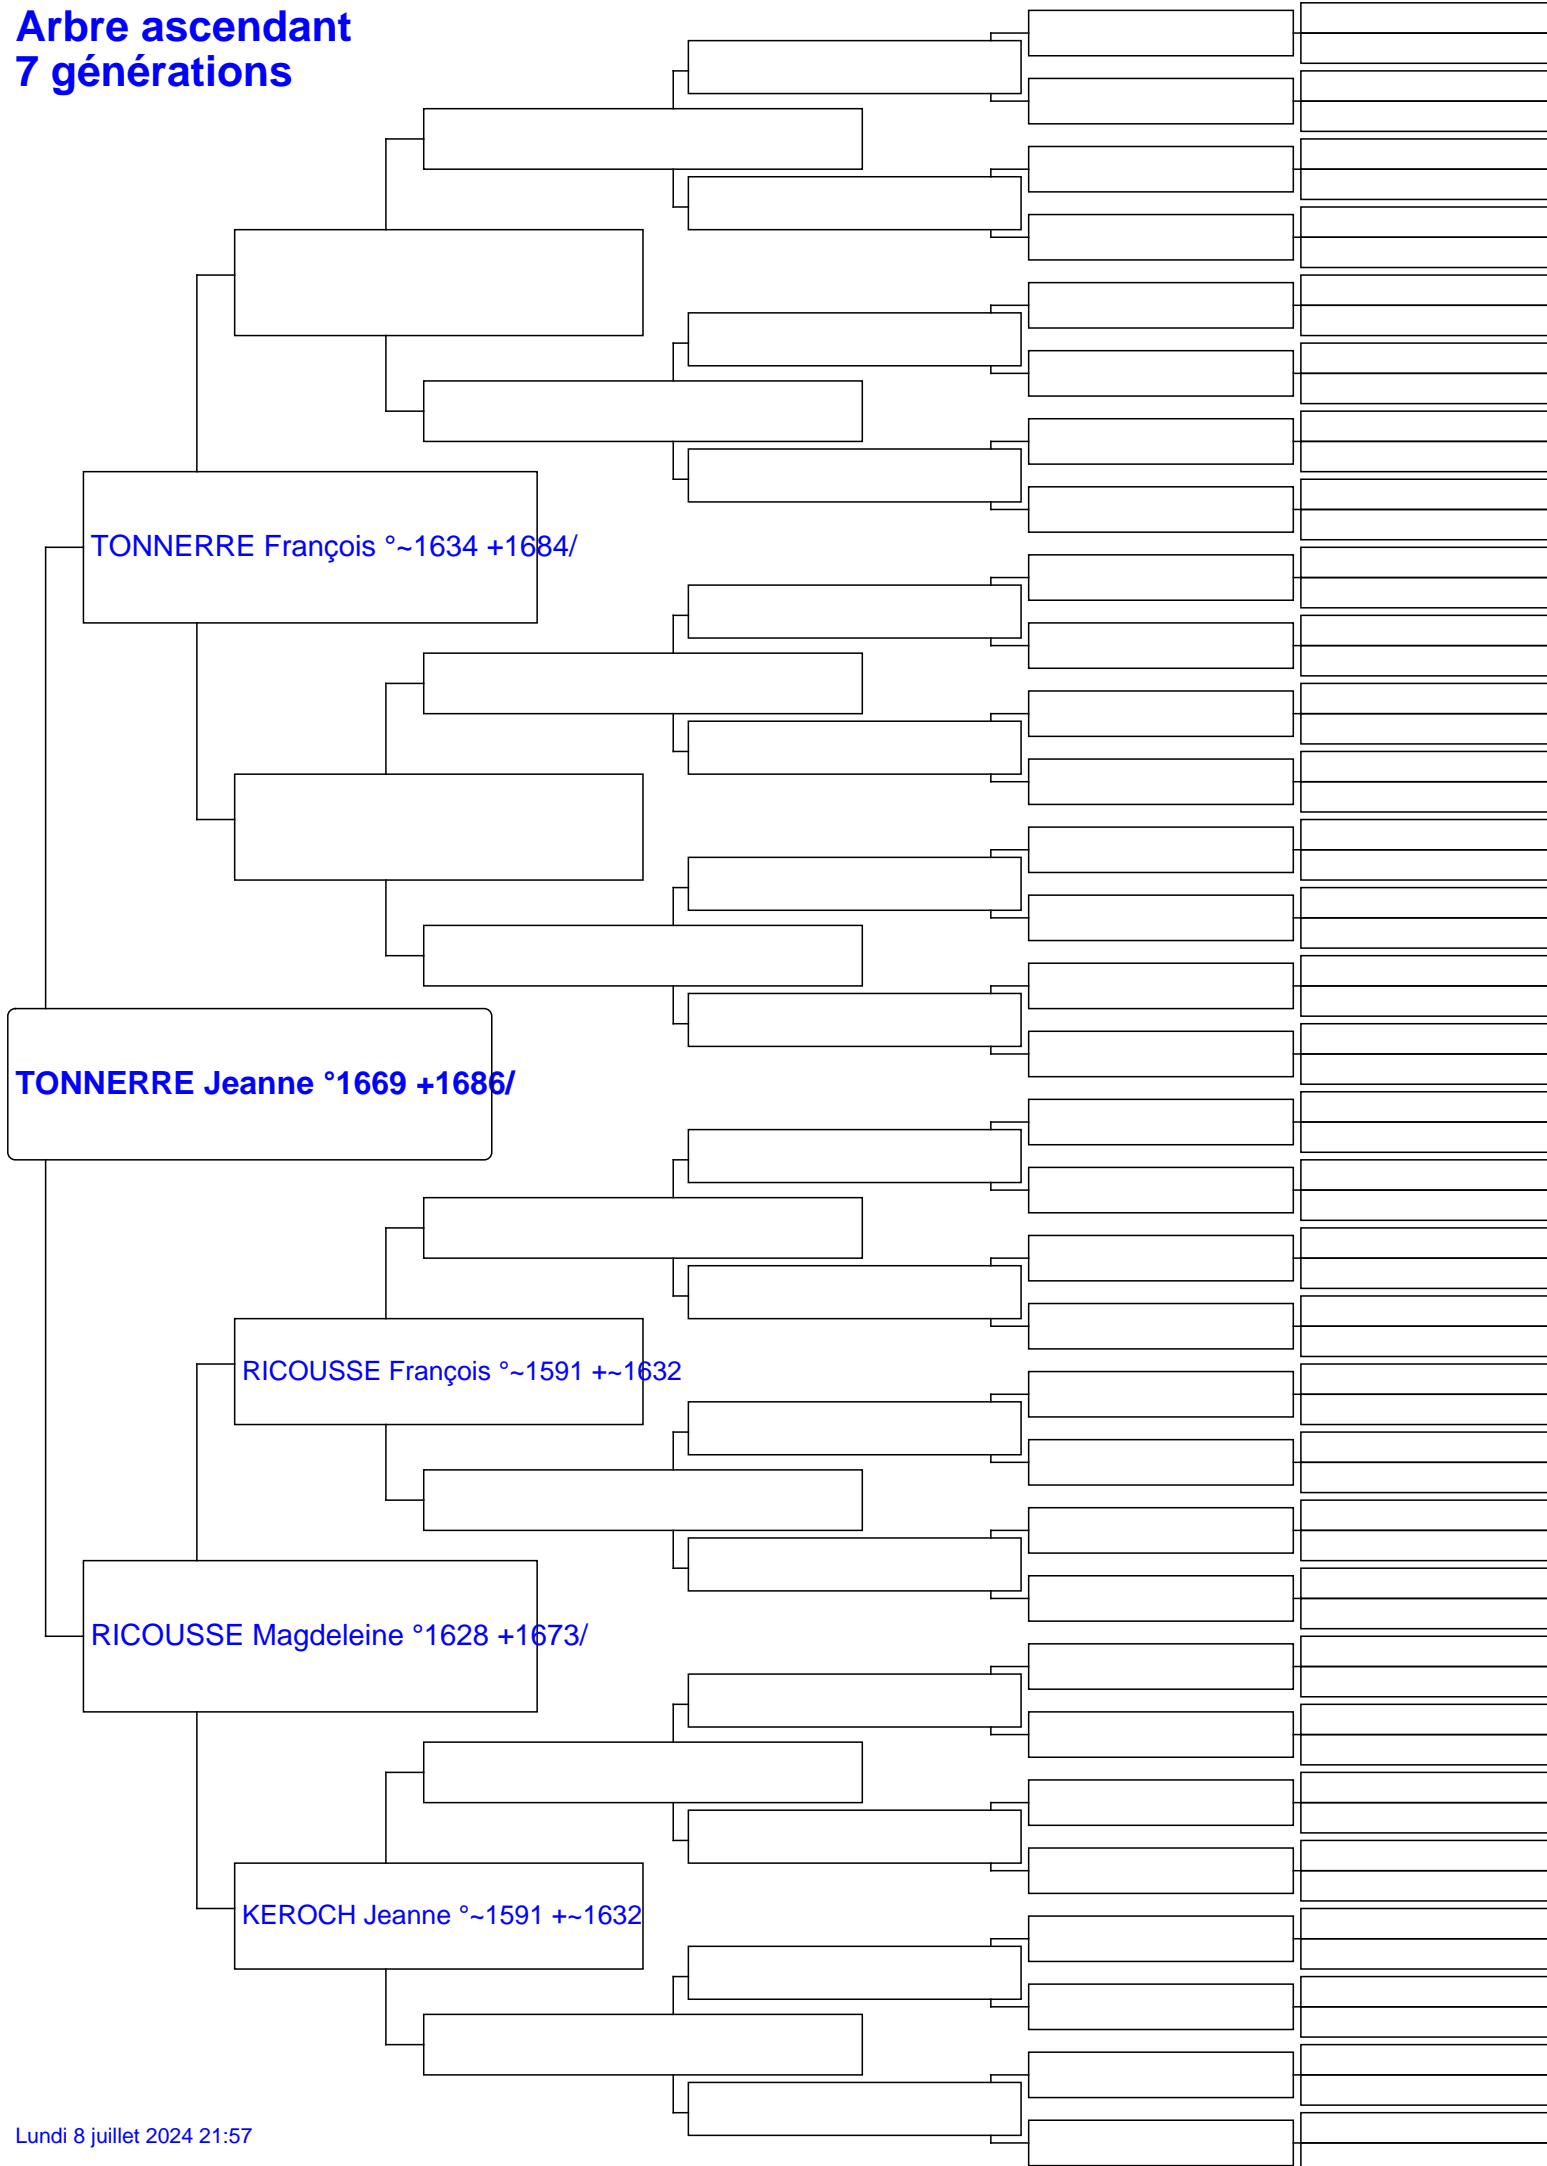 Arbre ascendant
7 générations
TONNERRE François °~1634 +1684/
TONNERRE Jeanne °1669 +1686/
RICOUSSE François °~1591 +~1632
RICOUSSE Magdeleine °1628 +1673/
KEROCH Jeanne °~1591 +~1632
Lundi 8 juillet 2024 21:57